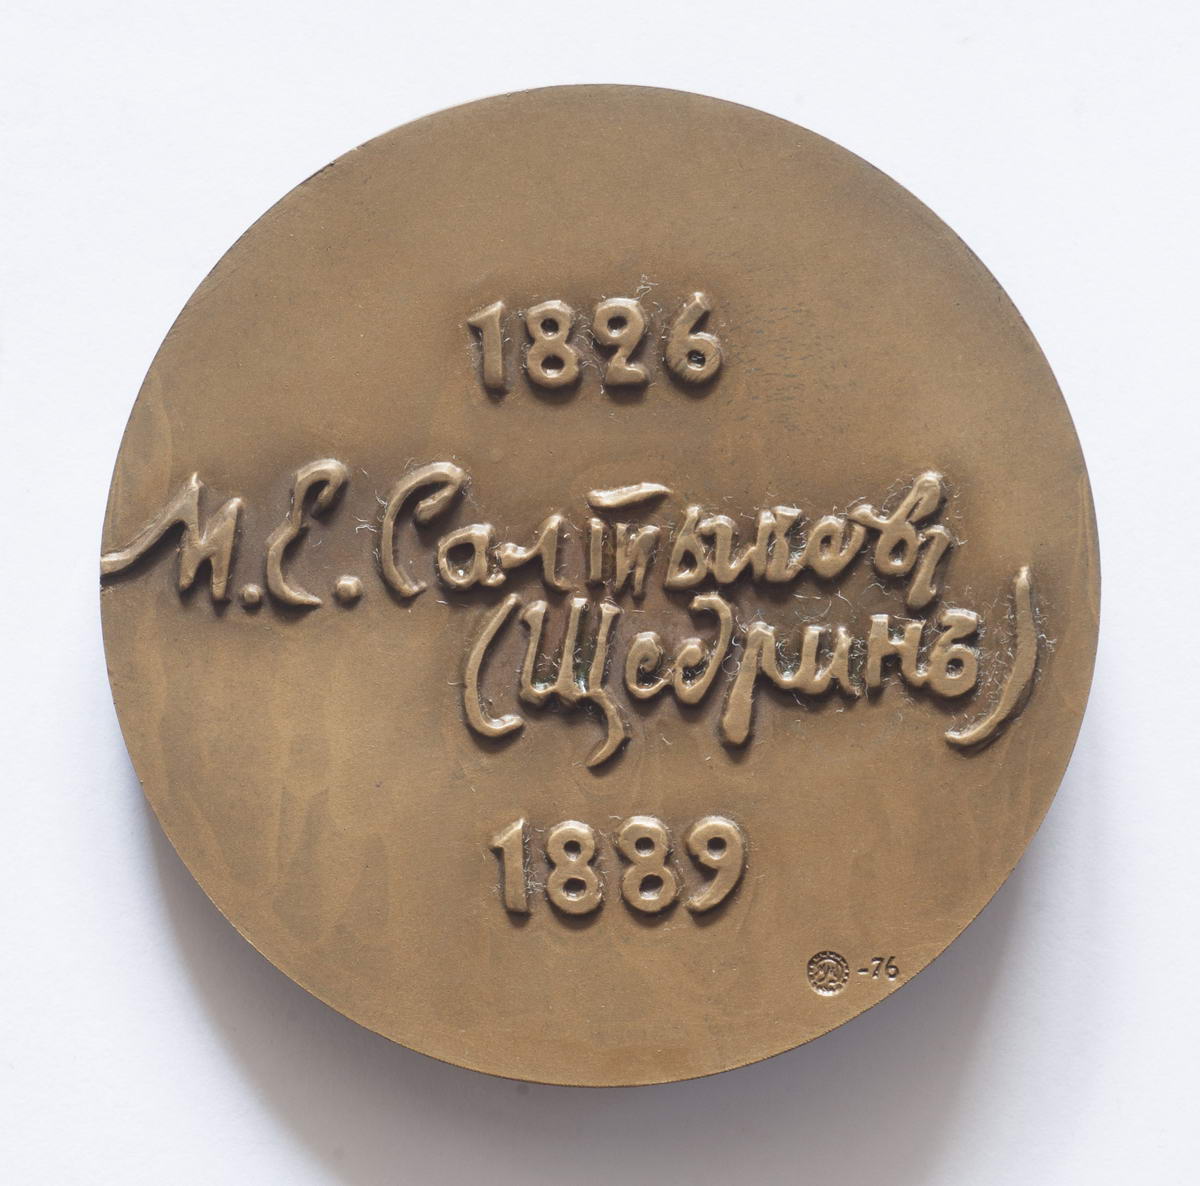 1826
М.Е. Салтыковъ
(Щедринъ)
1889
-76